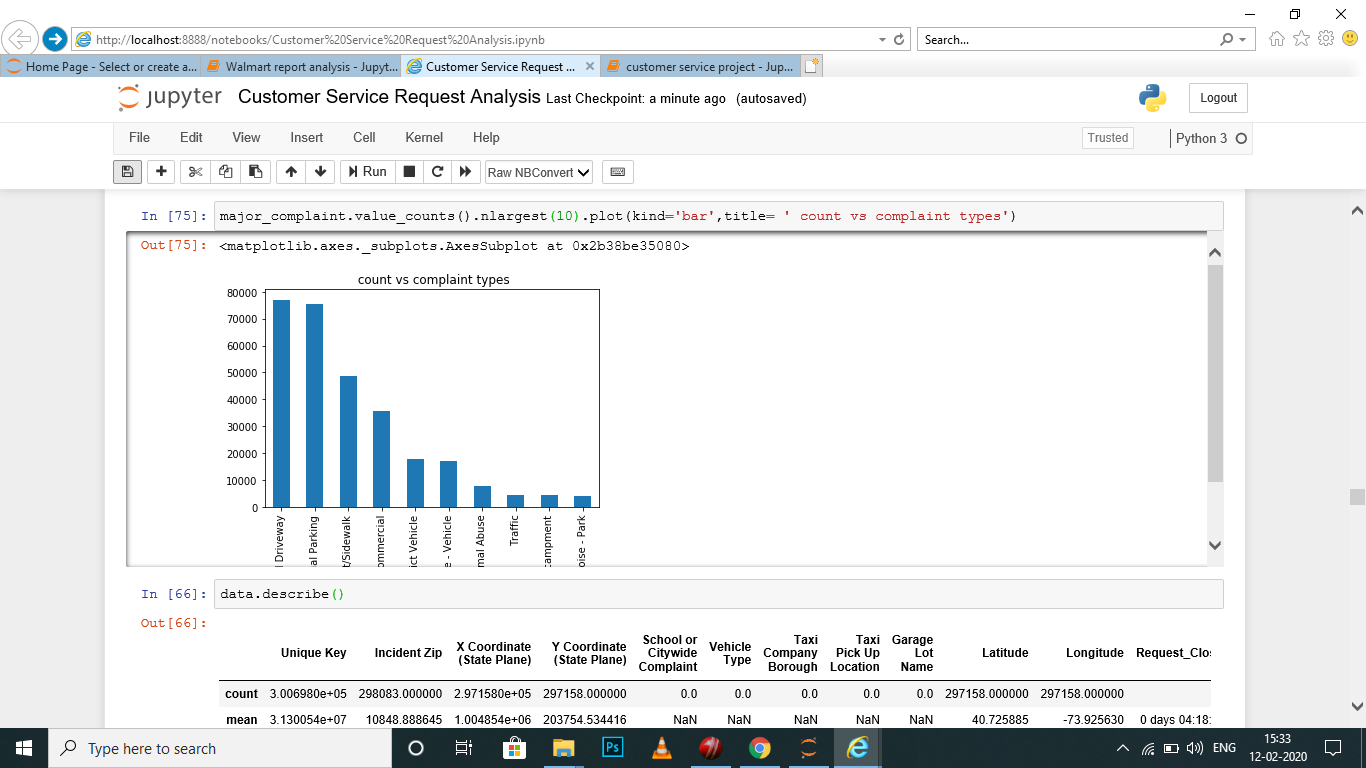 http://localhost:8888/notebooks/Customer%20Service%20Request%20Analysis.ipynb
Search...
Home Page - Select or create a...
Walmart report analysis - Jupyt...
Customer Service Request ...
customer service project - Jup...
jupyter Customer Service Request Analysis Last Checkpoint: a minute ago (autosaved)
Logout
File Edit View Insert Cell Kernel Help
Trusted
Python 3
Run
Raw NBConvert
In [75]: major_complaint.value_counts().nlargest(10).plot(kind='bar',title= ' count vs complaint types')
Out[75]: <matplotlib.axes._subplots.AxesSubplot at 0x2b38be35080>
count vs complaint types
80000
70000
60000
50000
40000
30000
20000
10000
0
l Driveway
al Parking
t/Sidewalk
ommercial
ict Vehicle
e - Vehicle
mal Abuse
Traffic
campment
oise - Park
In [66]: data.describe()
Out[66]:
Unique Key Incident Zip X Coordinate (State Plane) Y Coordinate (State Plane) School or Citywide Complaint Vehicle Type Taxi Company Borough Taxi Pick Up Location Garage Lot Name Latitude Longitude Request_Clos
count 3.006980e+05 298083.000000 2.971580e+05 297158.000000 0.0 0.0 0.0 0.0 0.0 297158.000000 297158.000000
mean 3.130054e+07 10848.888645 1.004854e+06 203754.534416 NaN NaN NaN NaN NaN 40.725885 -73.925630 0 days 04:18:
Type here to search
Ps
ENG
15:33
12-02-2020